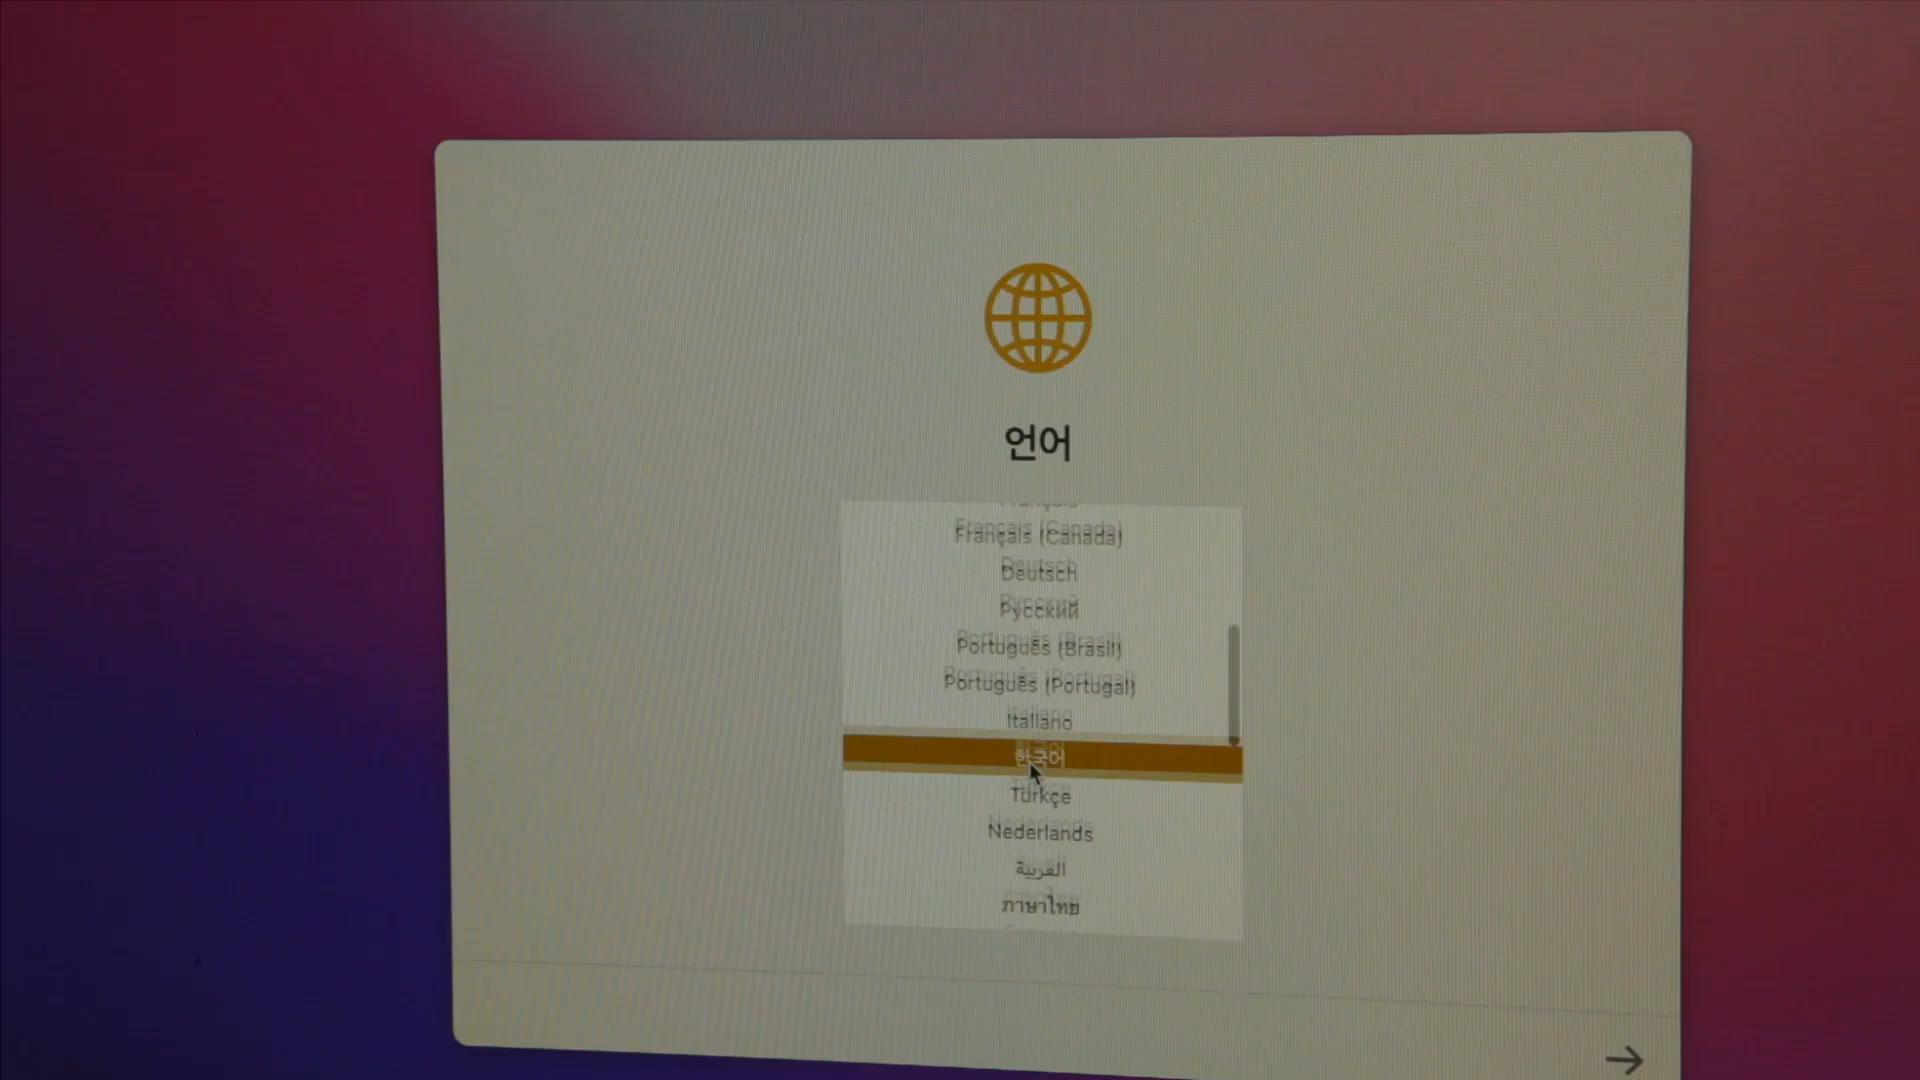 언어
Français
Français (Canada)
Deutsch
Русский
Português (Brasil)
Português (Portugal)
Italiano
한국어
Türkçe
Nederlands
العربية
ภาษาไทย